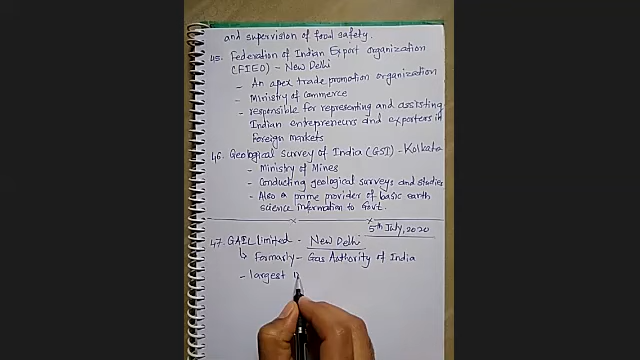 and supervision of food safety.
45. Federation of Indian Export Organization
(FIEO) - New Delhi
- An apex trade promotion organization
- Ministry of Commerce
- responsible for representing and assisting
Indian entrepreneurs and exporters in
foreign markets
46. Geological Survey of India (GSI) - Kolkata
- Ministry of Mines
- Conducting geological surveys and studies
- Also a prime provider of basic earth
science information to Govt.
5th July, 2020
47. GAIL Limited - New Delhi
Formarly - Gas Authority of India
- largest